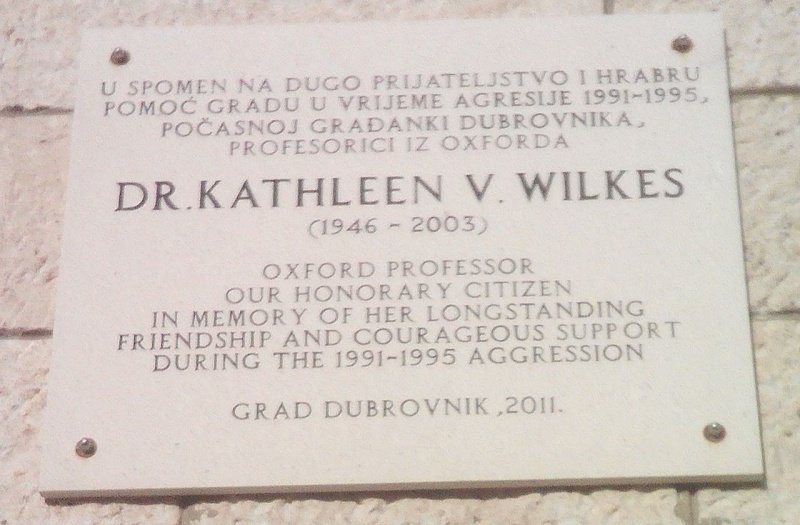 U SPOMEN NA DUGO PRIJATELJSTVO I HRABRU
POMOĆ GRADU U VRIJEME AGRESIJE 1991-1995,
POČASNOJ GRAĐANKI DUBROVNIKA,
PROFESORICI IZ OXFORDA
DR. KATHLEEN V. WILKES
(1946 - 2003)
OXFORD PROFESSOR
OUR HONORARY CITIZEN
IN MEMORY OF HER LONGSTANDING
FRIENDSHIP AND COURAGEOUS SUPPORT
DURING THE 1991-1995 AGGRESSION
GRAD DUBROVNIK ,2011.